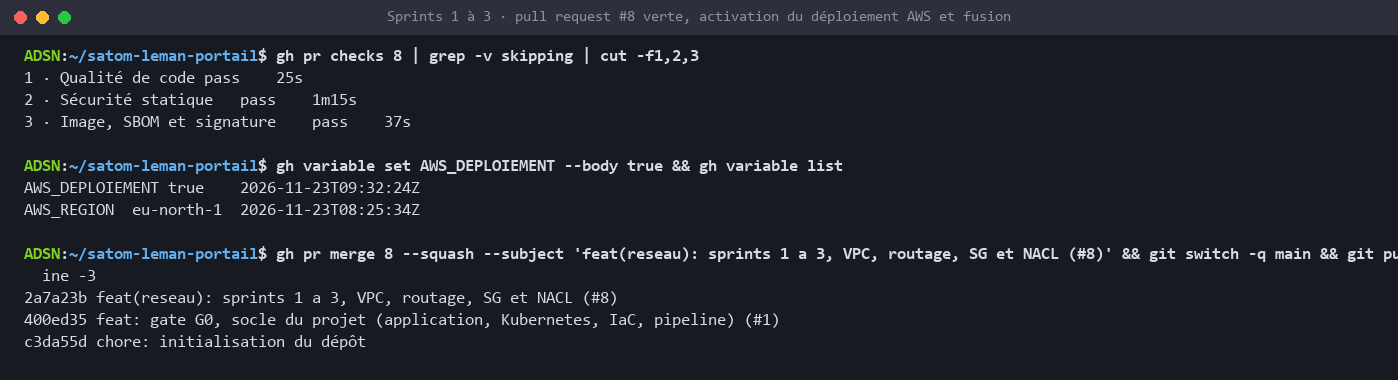 Sprints 1 à 3 · pull request #8 verte, activation du déploiement AWS et fusion
ADSN:~/satom-leman-portail$ gh pr checks 8 | grep -v skipping | cut -f1,2,3
1 · Qualité de code pass    25s
2 · Sécurité statique   pass    1m15s
3 · Image, SBOM et signature    pass    37s
ADSN:~/satom-leman-portail$ gh variable set AWS_DEPLOIEMENT --body true && gh variable list
AWS_DEPLOIEMENT true    2026-11-23T09:32:24Z
AWS_REGION  eu-north-1  2026-11-23T08:25:34Z
ADSN:~/satom-leman-portail$ gh pr merge 8 --squash --subject 'feat(reseau): sprints 1 a 3, VPC, routage, SG et NACL (#8)' && git switch -q main && git pu
ine -3
2a7a23b feat(reseau): sprints 1 a 3, VPC, routage, SG et NACL (#8)
400ed35 feat: gate G0, socle du projet (application, Kubernetes, IaC, pipeline) (#1)
c3da55d chore: initialisation du dépôt